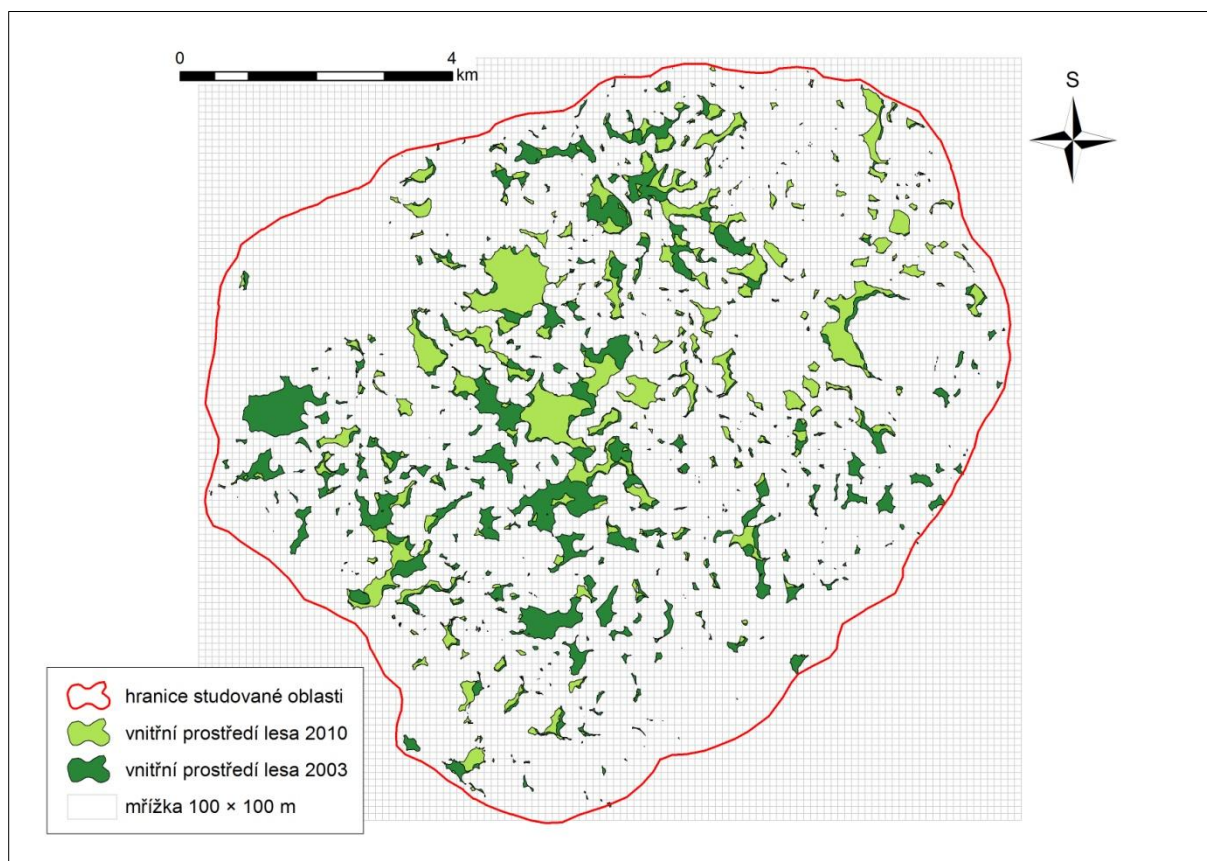 0 4
km
S
hranice studované oblasti
vnitřní prostředí lesa 2010
vnitřní prostředí lesa 2003
mřížka 100 × 100 m